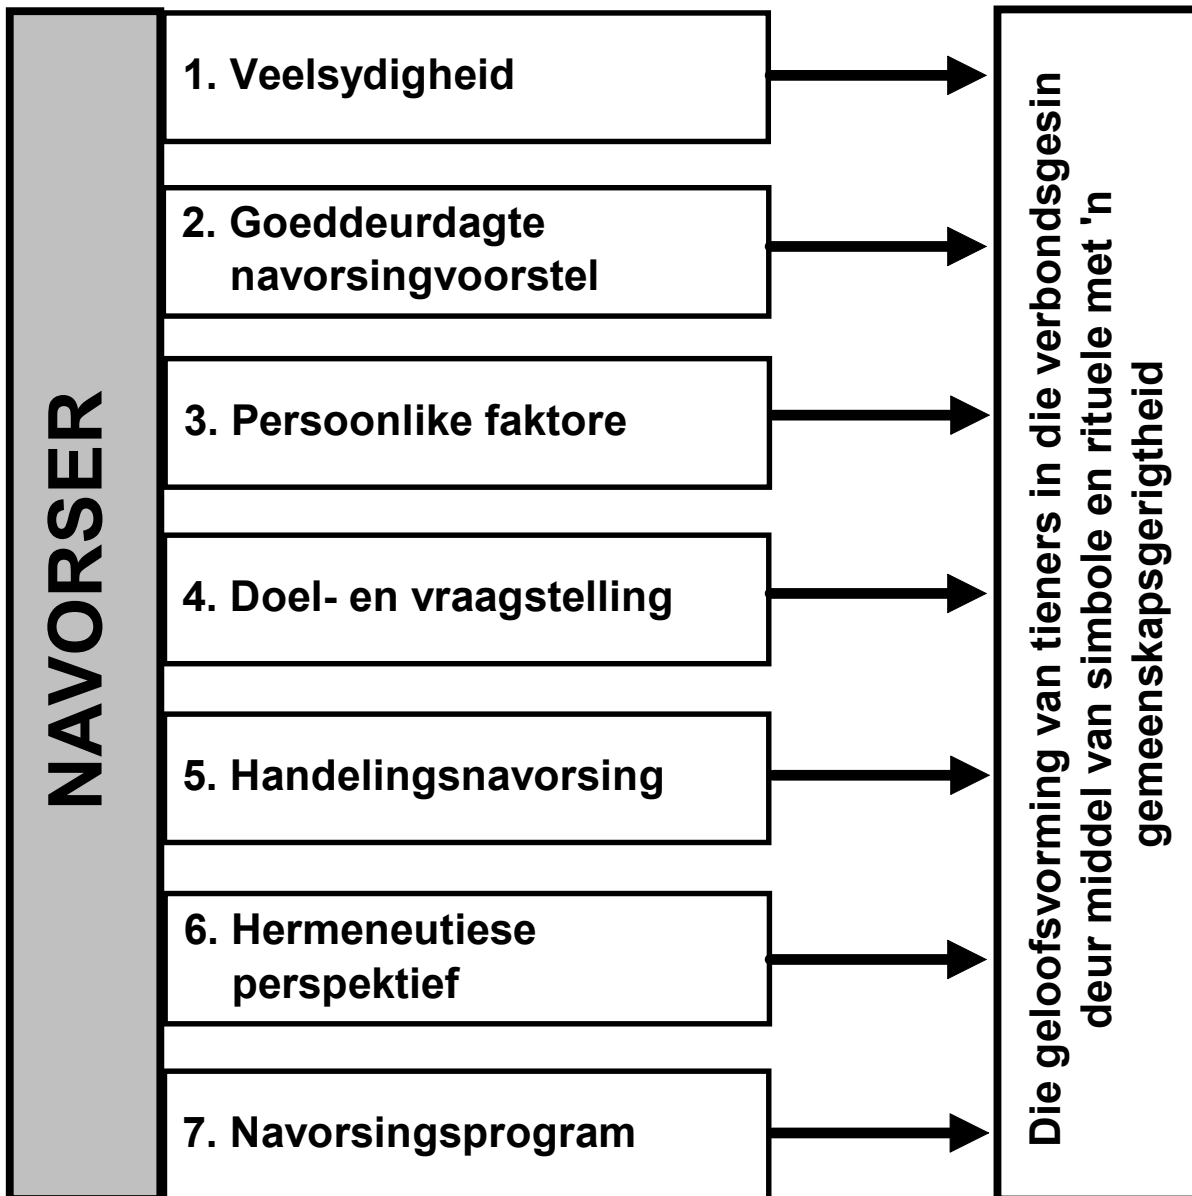 NAVORSER
1. Veelsydigheid
2. Goeddeurdagte
navorsingvoorstel
3. Persoonlike faktore
4. Doel- en vraagstelling
5. Handelingsnavorsing
6. Hermeneutiese
perspektief
7. Navorsingsprogram
Die geloofsvorming van tieners in die verbondsgesin
deur middel van simbole en rituele met 'n
gemeenskapsgerigtheid